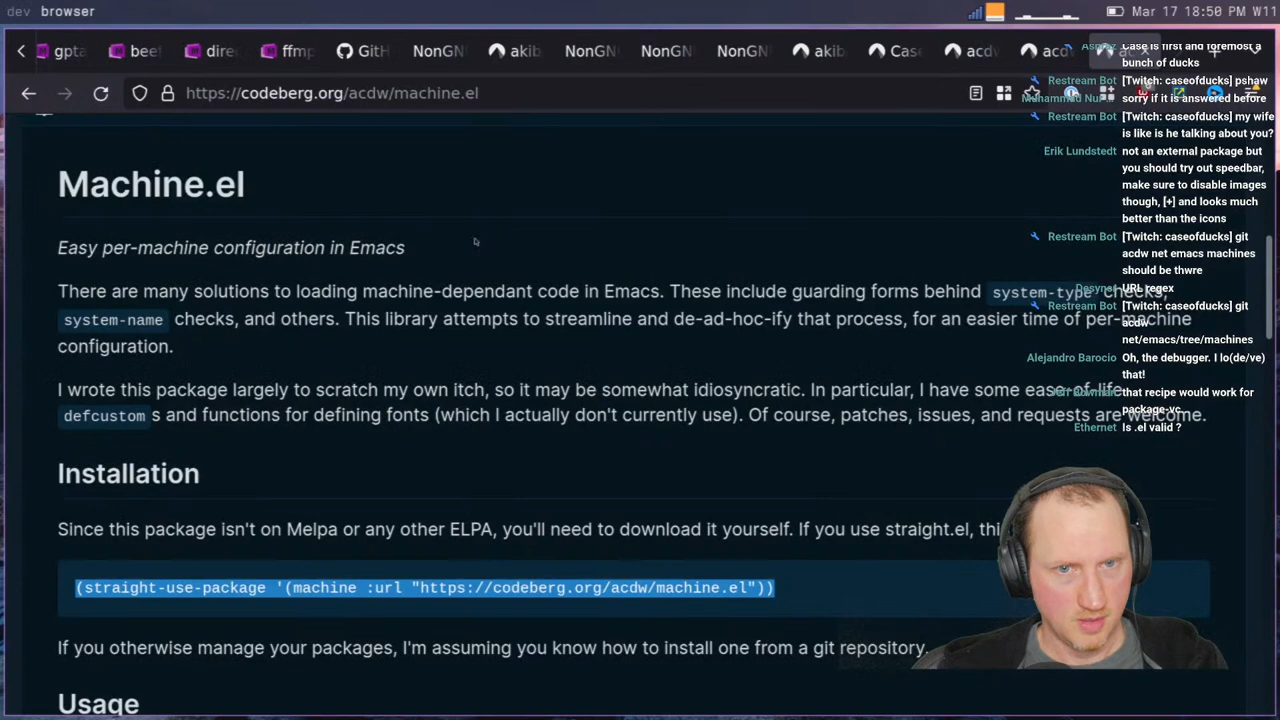 dev browser
Mar 17 18:50 PM W11
gpta
beef
direc
ffmp
GitH
NonGN
akib
NonGN
NonGN
NonGN
akib
Case
acdw
acdw
https://codeberg.org/acdw/machine.el
Machine.el
Easy per-machine configuration in Emacs
There are many solutions to loading machine-dependant code in Emacs. These include guarding forms behind system-type checks,
system-name checks, and others. This library attempts to streamline and de-ad-hoc-ify that process, for an easier time of per-machine
configuration.
I wrote this package largely to scratch my own itch, so it may be somewhat idiosyncratic. In particular, I have some ease-of-life
defcustom s and functions for defining fonts (which I actually don't currently use). Of course, patches, issues, and requests are welcome.
Installation
Since this package isn't on Melpa or any other ELPA, you'll need to download it yourself. If you use straight.el, thi
(straight-use-package '(machine :url "https://codeberg.org/acdw/machine.el"))
If you otherwise manage your packages, I'm assuming you know how to install one from a git repository.
Usage
Case is first and foremost a
bunch of ducks
Restream Bot [Twitch: caseofducks] pshaw
sorry if it is answered before
Restream Bot [Twitch: caseofducks] my wife
is like is he talking about you?
Erik Lundstedt not an external package but
you should try out speedbar,
make sure to disable images
though, [+] and looks much
better than the icons
Restream Bot [Twitch: caseofducks] git
acdw net emacs machines
should be thwre
URL regex
Restream Bot [Twitch: caseofducks] git
acdw
net/emacs/tree/machines
Alejandro Barocio Oh, the debugger. I lo(de/ve)
that!
that recipe would work for
package-vc
Ethernet Is .el valid ?